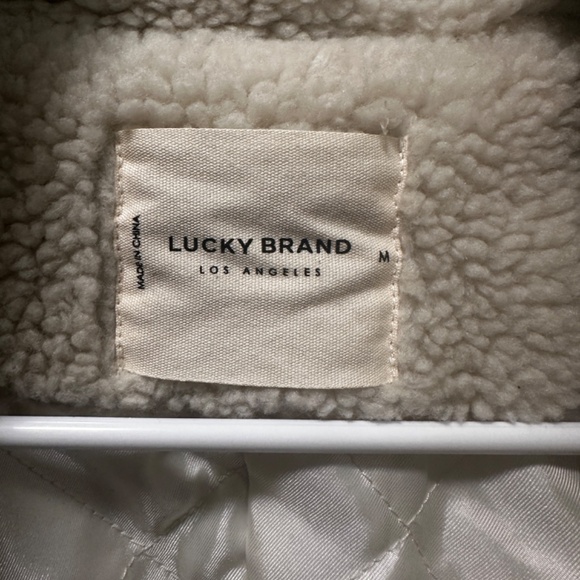 LUCKY BRAND
LOS ANGELES
M
MADE IN CHINA